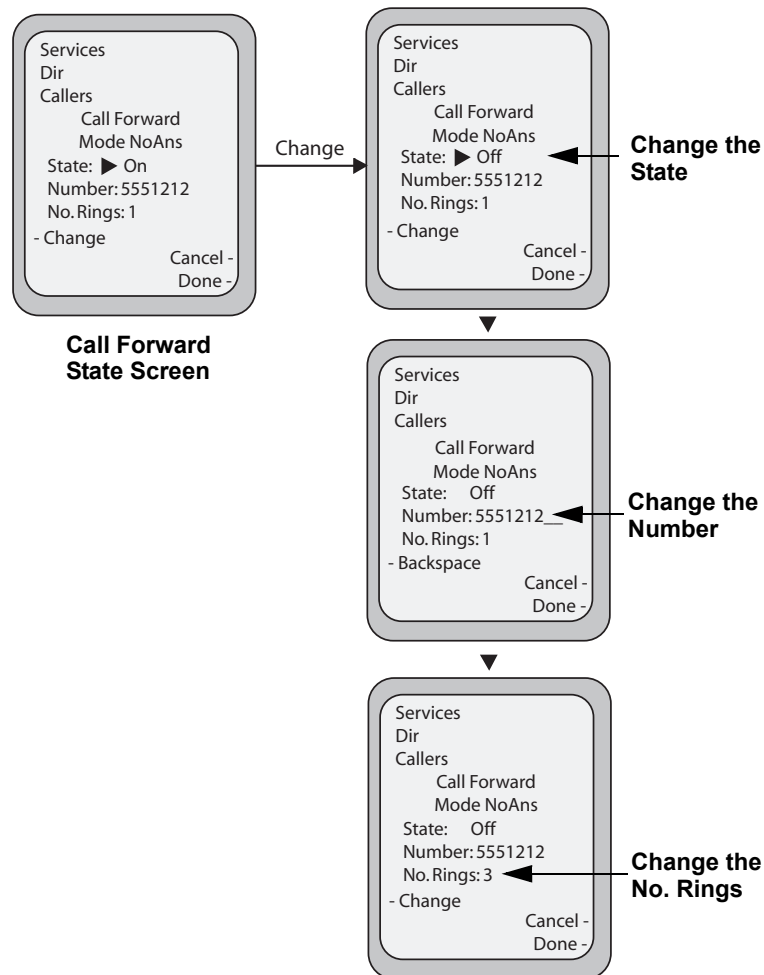 Services
Dir
Callers
Call Forward
Mode NoAns
State: ▶ On
Number: 5551212
No. Rings: 1
- Change
Cancel -
Done -
Call Forward
State Screen
Change
Services
Dir
Callers
Call Forward
Mode NoAns
State: ▶ Off
Number: 5551212
No. Rings: 1
- Change
Cancel -
Done -
Change the
State
Services
Dir
Callers
Call Forward
Mode NoAns
State: Off
Number: 5551212__
No. Rings: 1
- Backspace
Cancel -
Done -
Change the
Number
Services
Dir
Callers
Call Forward
Mode NoAns
State: Off
Number: 5551212
No. Rings: 3
- Change
Cancel -
Done -
Change the
No. Rings